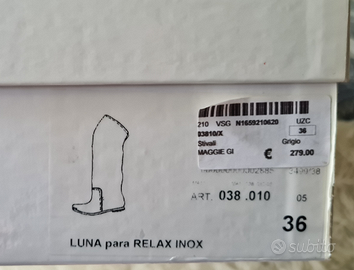 210 VSG N1659210620 UZC
03810/X 36
Stivali Grigio
MAGGIE GI € 279.00
ART. 038 .010 05
36
LUNA para RELAX INOX
subito